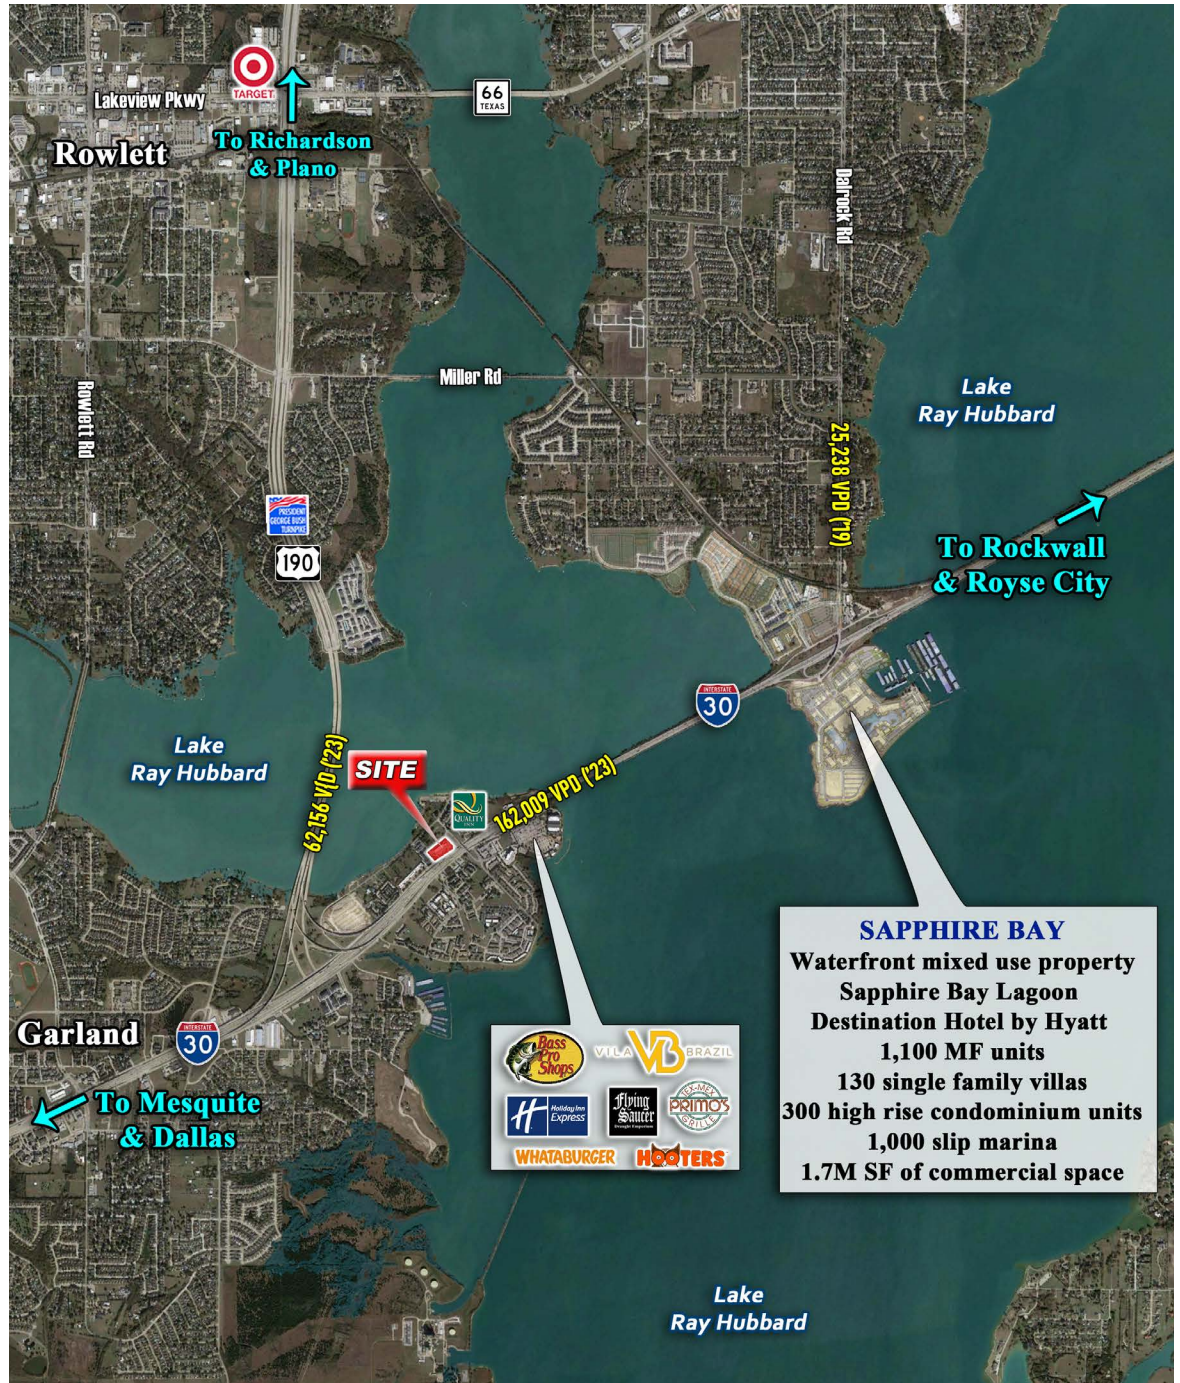 TARGET
66
TEXAS
Lakeview Pkwy
Rowlett
To Richardson
& Plano
Dalrock Rd
Miller Rd
Rowlett Rd
Lake
Ray Hubbard
25,238 VPD ('19)
PRESIDENT
GEORGE BUSH
TURNPIKE
190
To Rockwall
& Royse City
INTERSTATE
30
Lake
Ray Hubbard
62,156 V/D ('23)
SITE
QUALITY
INN
162,009 VPD ('23)
SAPPHIRE BAY
Waterfront mixed use property
Sapphire Bay Lagoon
Destination Hotel by Hyatt
1,100 MF units
130 single family villas
300 high rise condominium units
1,000 slip marina
1.7M SF of commercial space
Garland
INTERSTATE
30
To Mesquite
& Dallas
Bass
Pro
Shops
VILA VB BRAZIL
H Holiday Inn
Express
Flying
Saucer
Draught Emporium
TEX-MEX
PRIMO'S
GRILLE
WHATABURGER
HOOTERS
Lake
Ray Hubbard